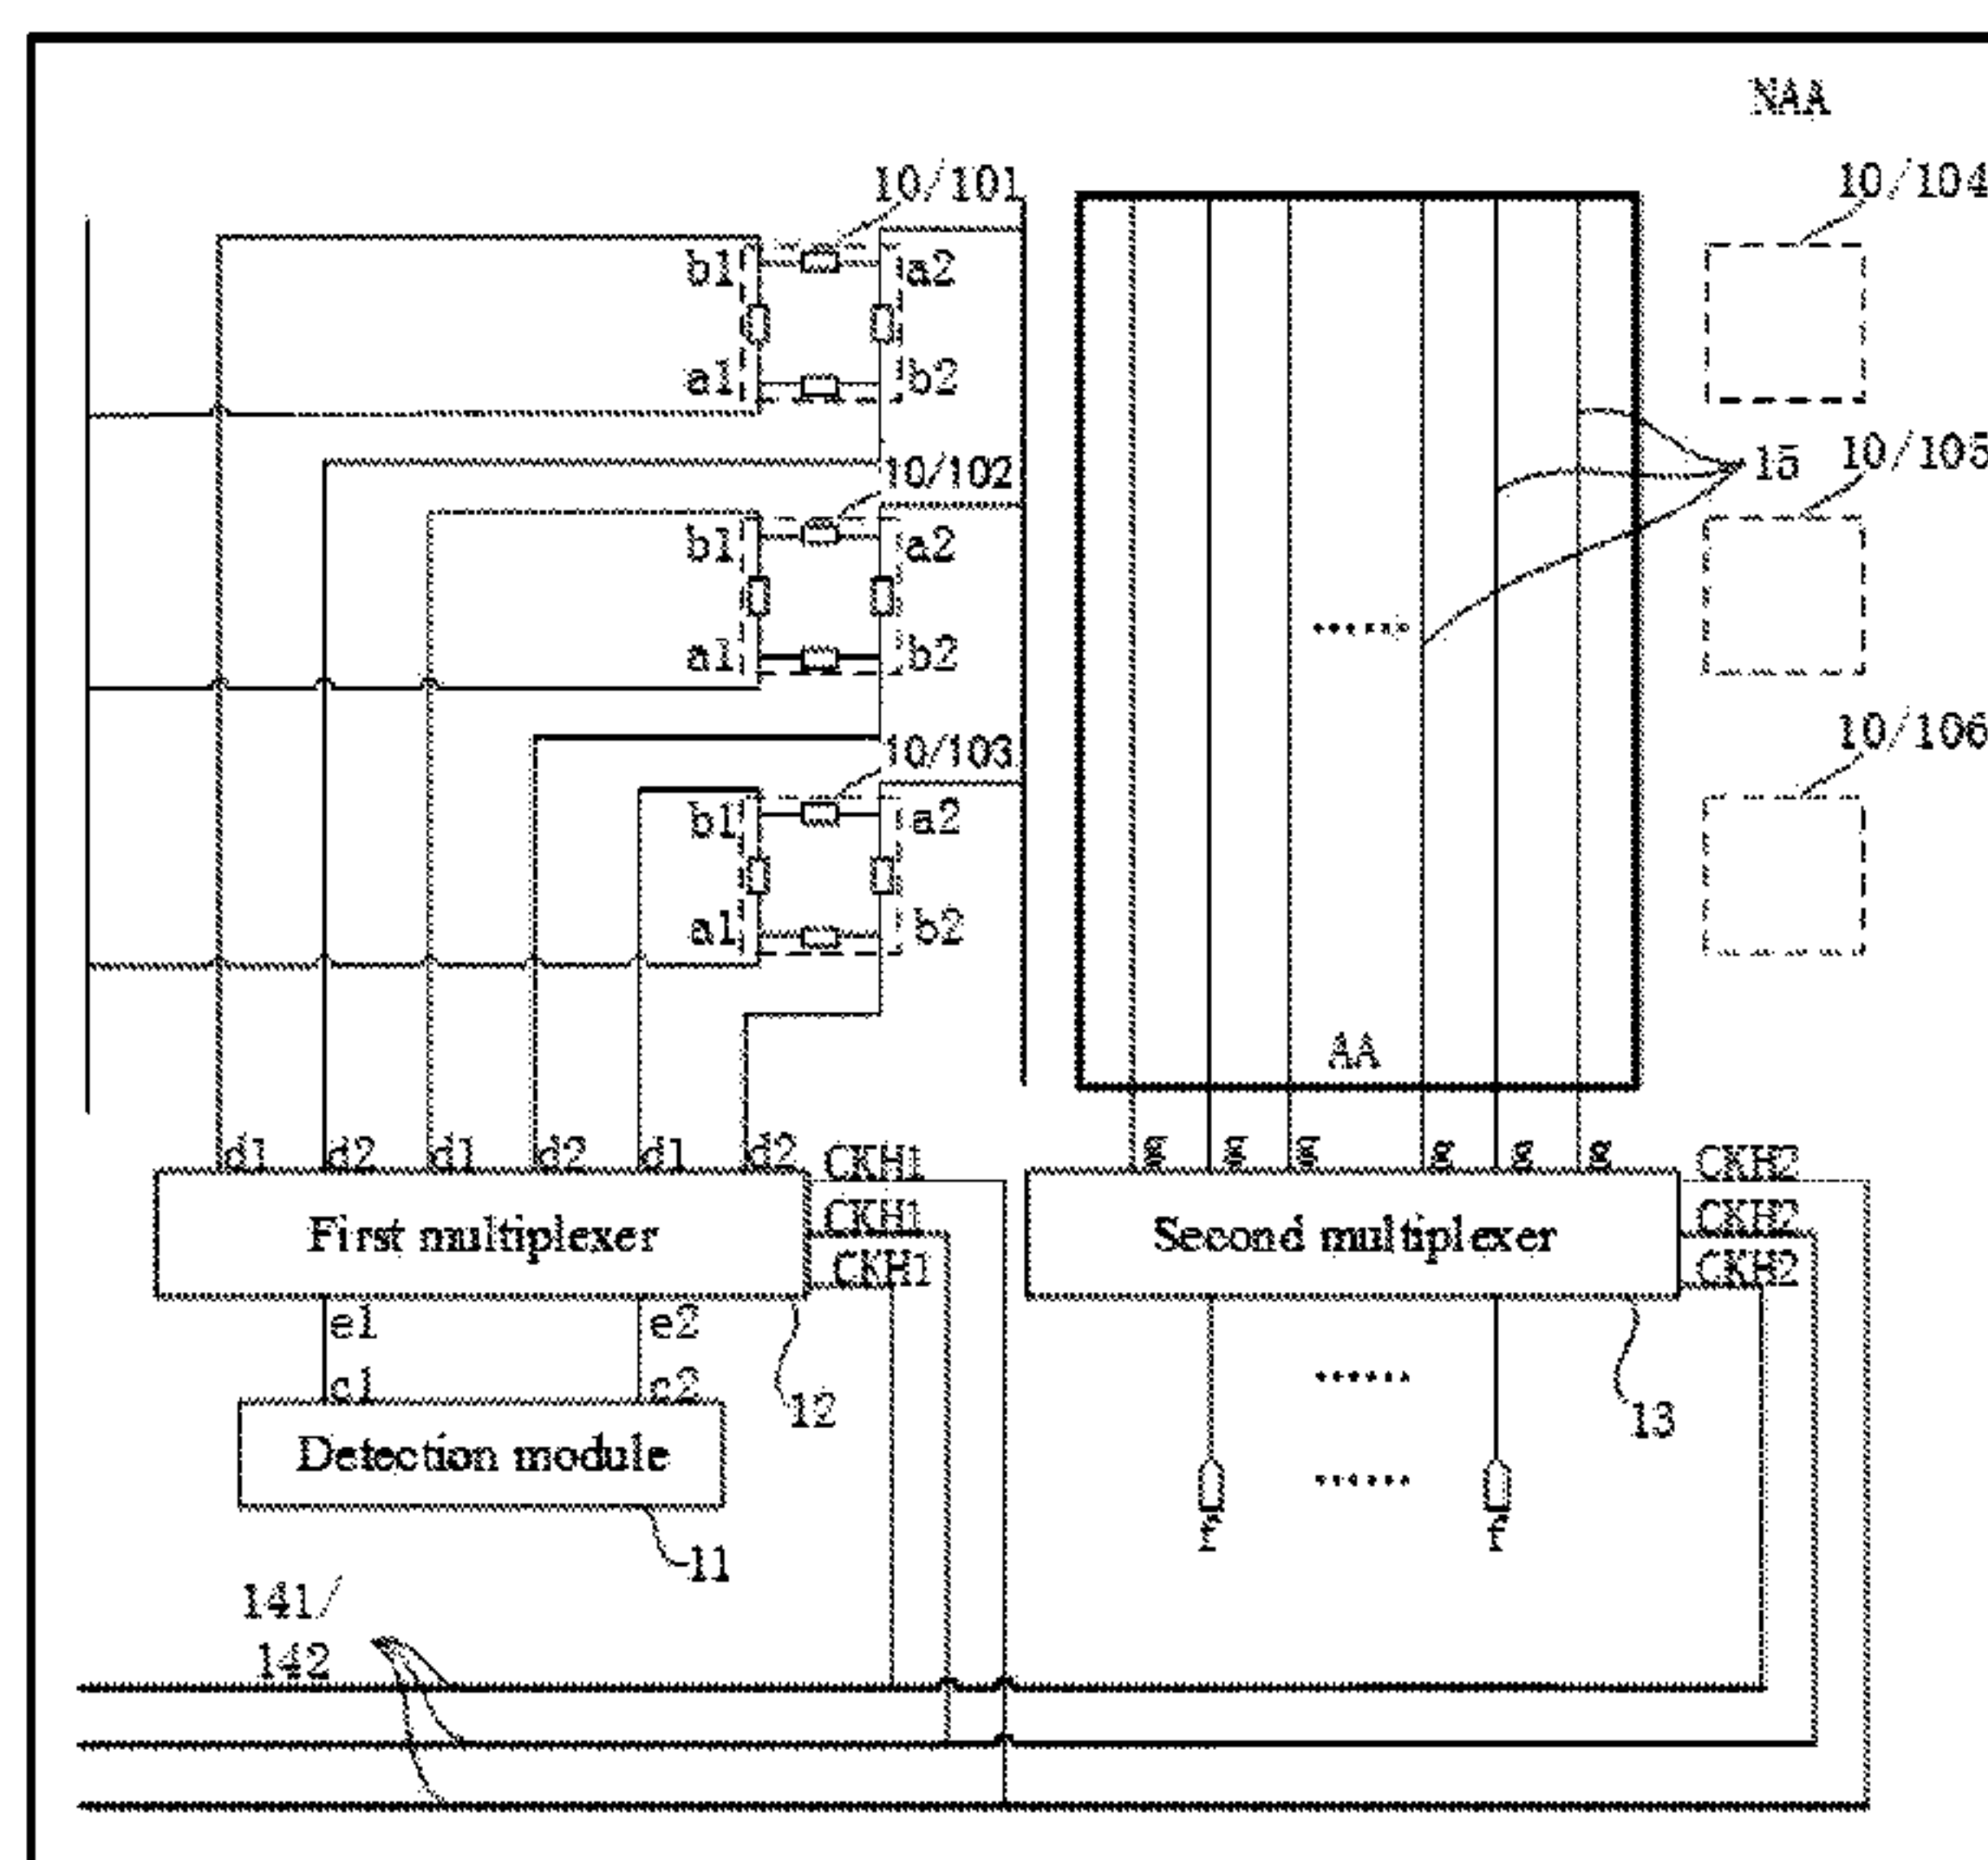 NAA
10/101
10/104
b1
a2
a1
b2
10/102
15
10/105
b1
a2
a1
b2
10/103
10/106
b1
a2
a1
b2
AA
d1
d2
d1
d2
d1
d2
CKH1
g
g
g
g
g
g
CKH2
First multiplexer
CKH1
Second multiplexer
CKH2
CKH1
CKH2
e1
e2
c1
c2
12
......
13
Detection module
......
11
141/
142